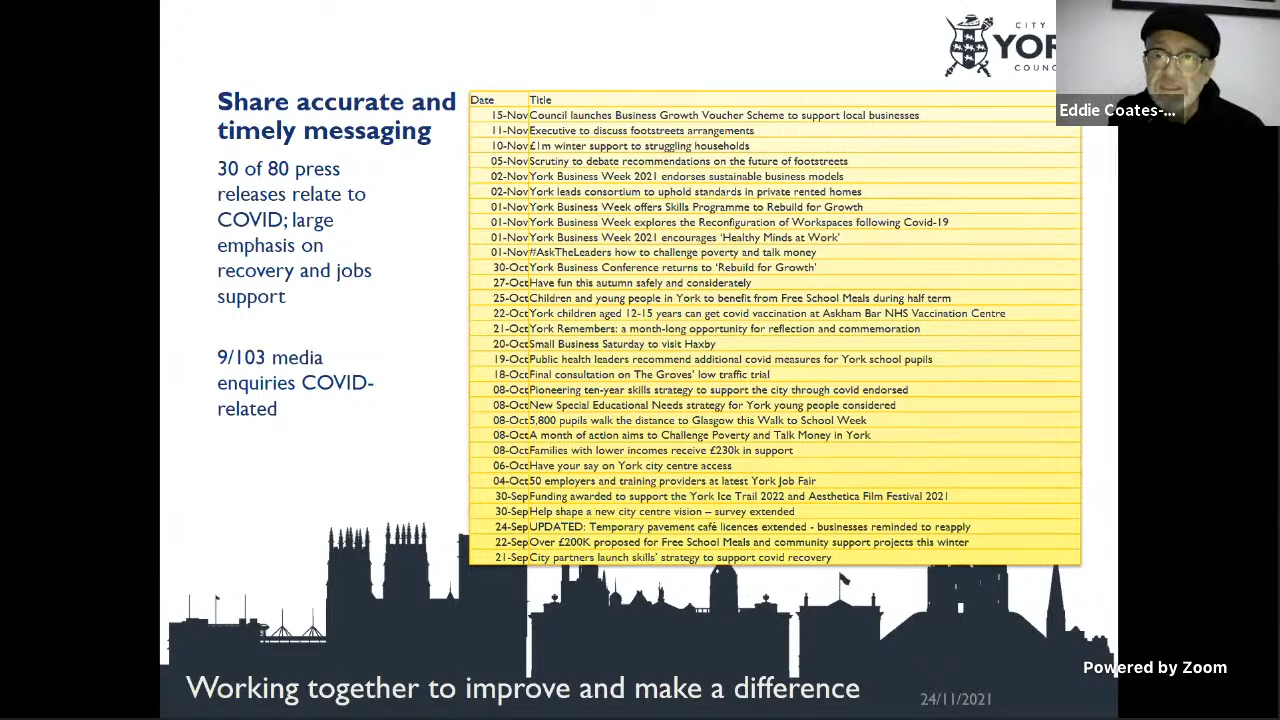 CITY
YOR
COUNC
Eddie Coates-...
Share accurate and
timely messaging
30 of 80 press
releases relate to
COVID; large
emphasis on
recovery and jobs
support
9/103 media
enquiries COVID-
related
Date Title
15-Nov Council launches Business Growth Voucher Scheme to support local businesses
11-Nov Executive to discuss footstreets arrangements
10-Nov £1m winter support to struggling households
05-Nov Scrutiny to debate recommendations on the future of footstreets
02-Nov York Business Week 2021 endorses sustainable business models
02-Nov York leads consortium to uphold standards in private rented homes
01-Nov York Business Week offers Skills Programme to Rebuild for Growth
01-Nov York Business Week explores the Reconfiguration of Workspaces following Covid-19
01-Nov York Business Week 2021 encourages ‘Healthy Minds at Work’
01-Nov #AskTheLeaders how to challenge poverty and talk money
30-Oct York Business Conference returns to ‘Rebuild for Growth’
27-Oct Have fun this autumn safely and considerately
25-Oct Children and young people in York to benefit from Free School Meals during half term
22-Oct York children aged 12-15 years can get covid vaccination at Askham Bar NHS Vaccination Centre
21-Oct York Remembers: a month-long opportunity for reflection and commemoration
20-Oct Small Business Saturday to visit Haxby
19-Oct Public health leaders recommend additional covid measures for York school pupils
18-Oct Final consultation on The Groves’ low traffic trial
08-Oct Pioneering ten-year skills strategy to support the city through covid endorsed
08-Oct New Special Educational Needs strategy for York young people considered
08-Oct 5,800 pupils walk the distance to Glasgow this Walk to School Week
08-Oct A month of action aims to Challenge Poverty and Talk Money in York
08-Oct Families with lower incomes receive £230k in support
06-Oct Have your say on York city centre access
04-Oct 50 employers and training providers at latest York Job Fair
30-Sep Funding awarded to support the York Ice Trail 2022 and Aesthetica Film Festival 2021
30-Sep Help shape a new city centre vision – survey extended
24-Sep UPDATED: Temporary pavement café licences extended - businesses reminded to reapply
22-Sep Over £200K proposed for Free School Meals and community support projects this winter
21-Sep City partners launch skills’ strategy to support covid recovery
Powered by Zoom
Working together to improve and make a difference
24/11/2021